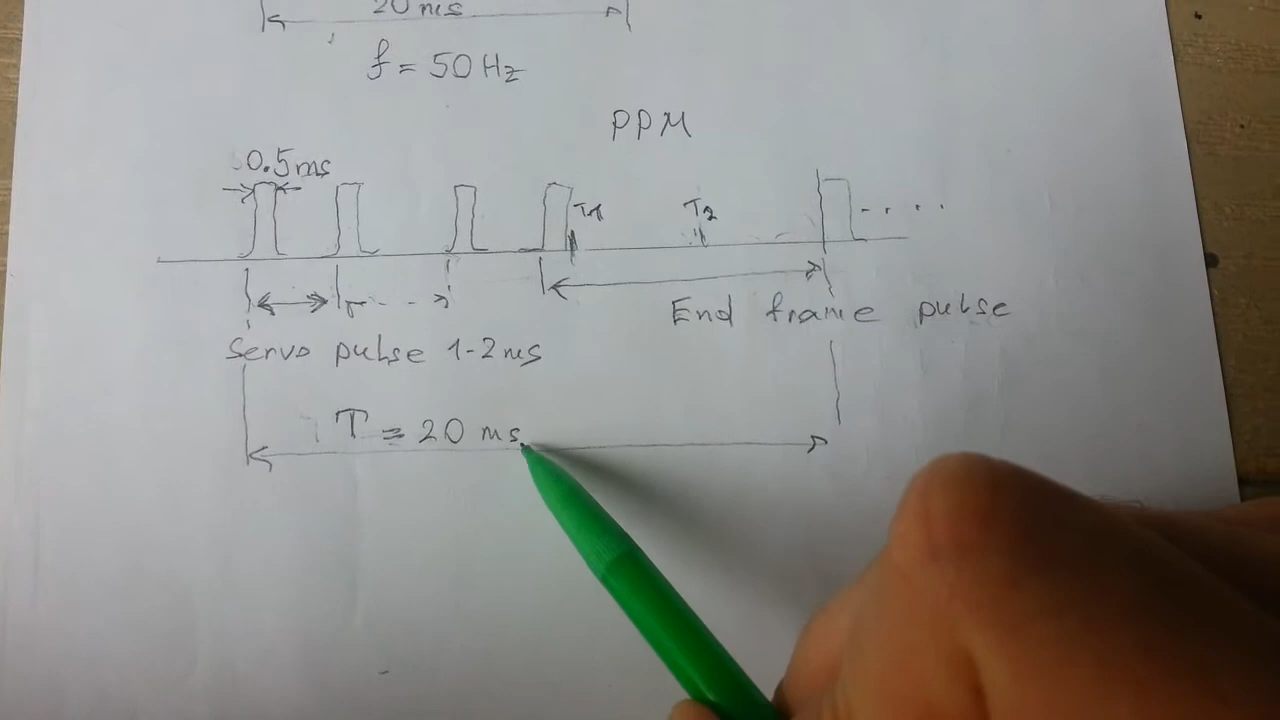 20 ms
f = 50 Hz
PPM
0.5ms
T1 T2
End frame pulse
Servo pulse 1-2ms
T = 20 ms